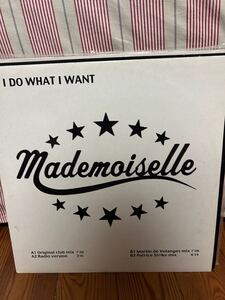 I DO WHAT I WANT
Mademoiselle
A1 Original club mix
A2 Radio version
B1 Martin de Volanges mix
B2 Patrice Strike mix